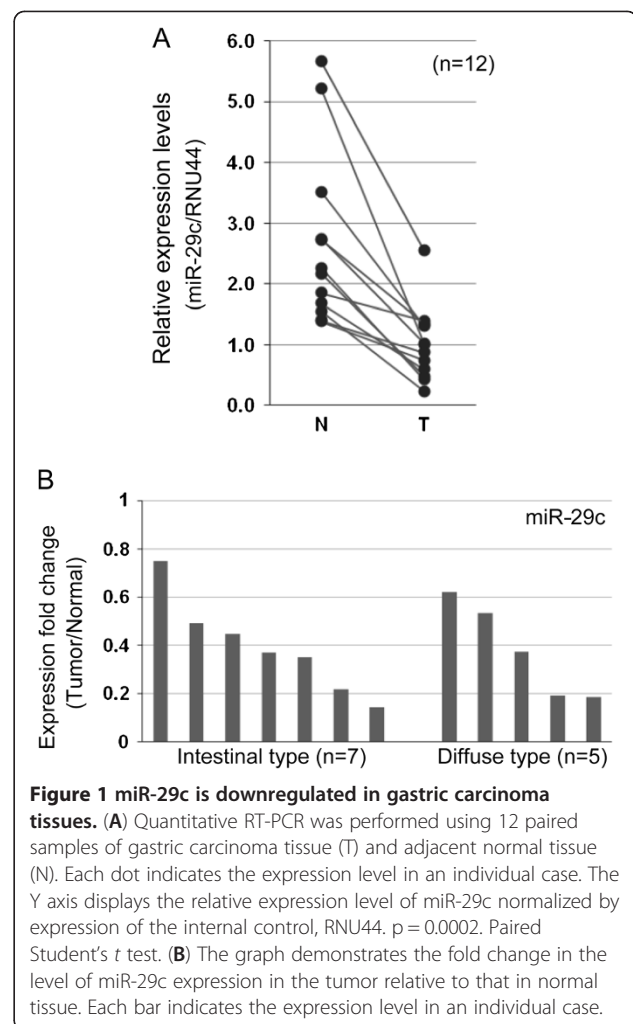 A
6.0
(n=12)
5.0
4.0
3.0
2.0
1.0
0.0
Relative expression levels
(miR-29c/RNU44)
N T
B
1
miR-29c
0.8
0.6
0.4
0.2
0
Expression fold change
(Tumor/Normal)
Intestinal type (n=7) Diffuse type (n=5)
Figure 1 miR-29c is downregulated in gastric carcinoma
tissues. (A) Quantitative RT-PCR was performed using 12 paired
samples of gastric carcinoma tissue (T) and adjacent normal tissue
(N). Each dot indicates the expression level in an individual case. The
Y axis displays the relative expression level of miR-29c normalized by
expression of the internal control, RNU44. p = 0.0002. Paired
Student's t test. (B) The graph demonstrates the fold change in the
level of miR-29c expression in the tumor relative to that in normal
tissue. Each bar indicates the expression level in an individual case.